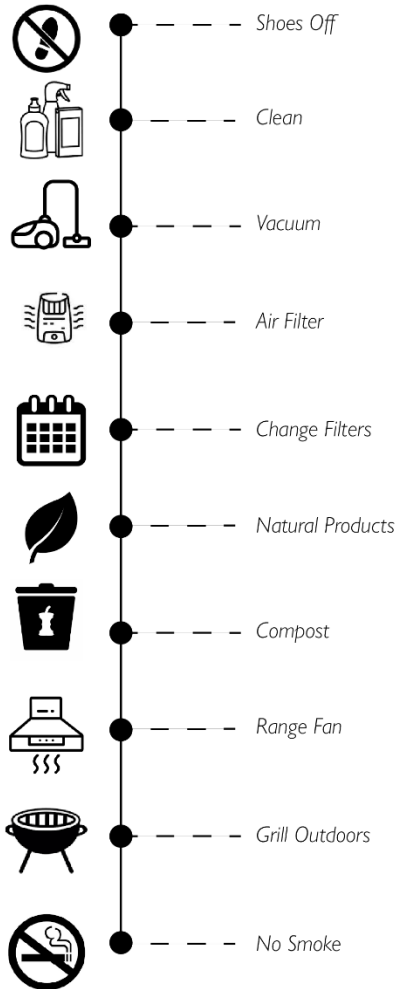 Shoes Off
Clean
Vacuum
Air Filter
Change Filters
Natural Products
Compost
Range Fan
Grill Outdoors
No Smoke